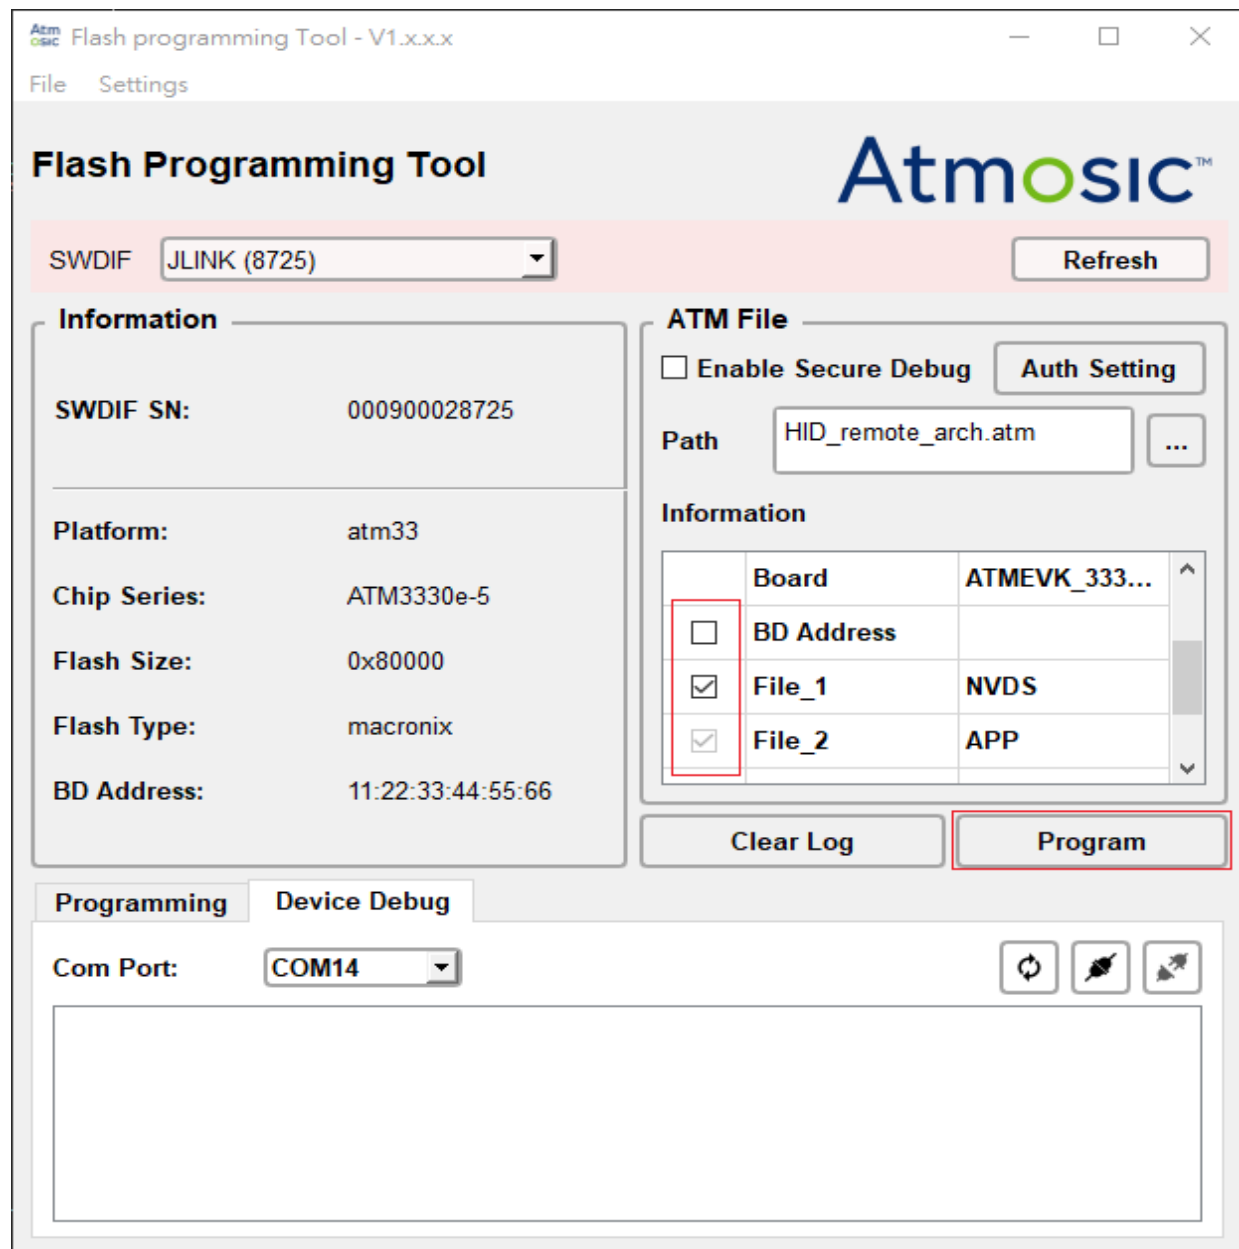 Atmosic Flash programming Tool - V1.x.x.x
File Settings
Flash Programming Tool
Atmosic™
SWDIF JLINK (8725) Refresh
Information
SWDIF SN: 000900028725
Platform: atm33
Chip Series: ATM3330e-5
Flash Size: 0x80000
Flash Type: macronix
BD Address: 11:22:33:44:55:66
ATM File
Enable Secure Debug Auth Setting
Path HID_remote_arch.atm ...
Information
Board ATMEVK_333...
BD Address
File_1 NVDS
File_2 APP
Clear Log Program
Programming Device Debug
Com Port: COM14